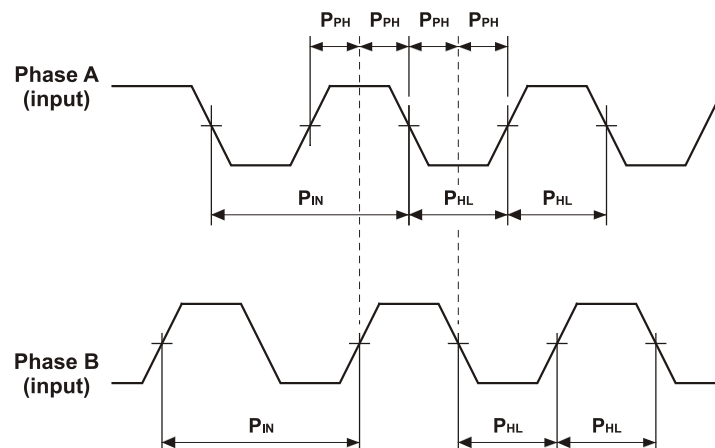 PPH PPH PPH PPH
Phase A
(input)
PIN PHL PHL
Phase B
(input)
PIN PHL PHL